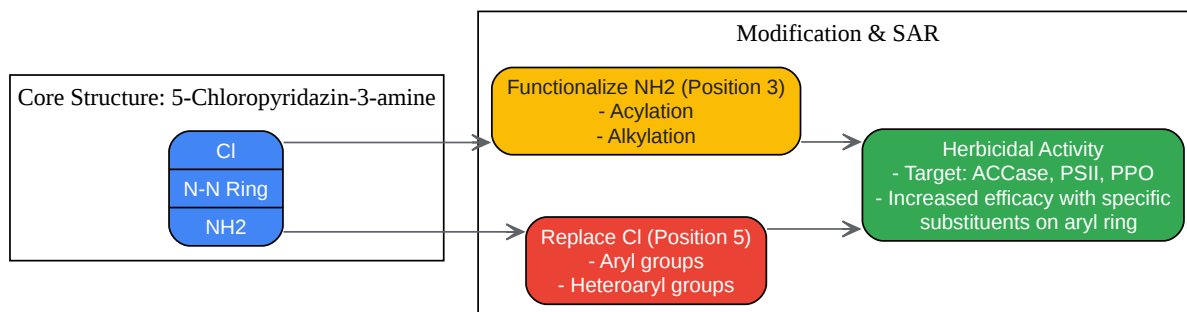 Modification & SAR
Core Structure: 5-Chloropyridazin-3-amine
Cl
N-N Ring
NH2
Functionalize NH2 (Position 3)
- Acylation
- Alkylation
Replace Cl (Position 5)
- Aryl groups
- Heteroaryl groups
Herbicidal Activity
- Target: ACCase, PSII, PPO
- Increased efficacy with specific
substituents on aryl ring